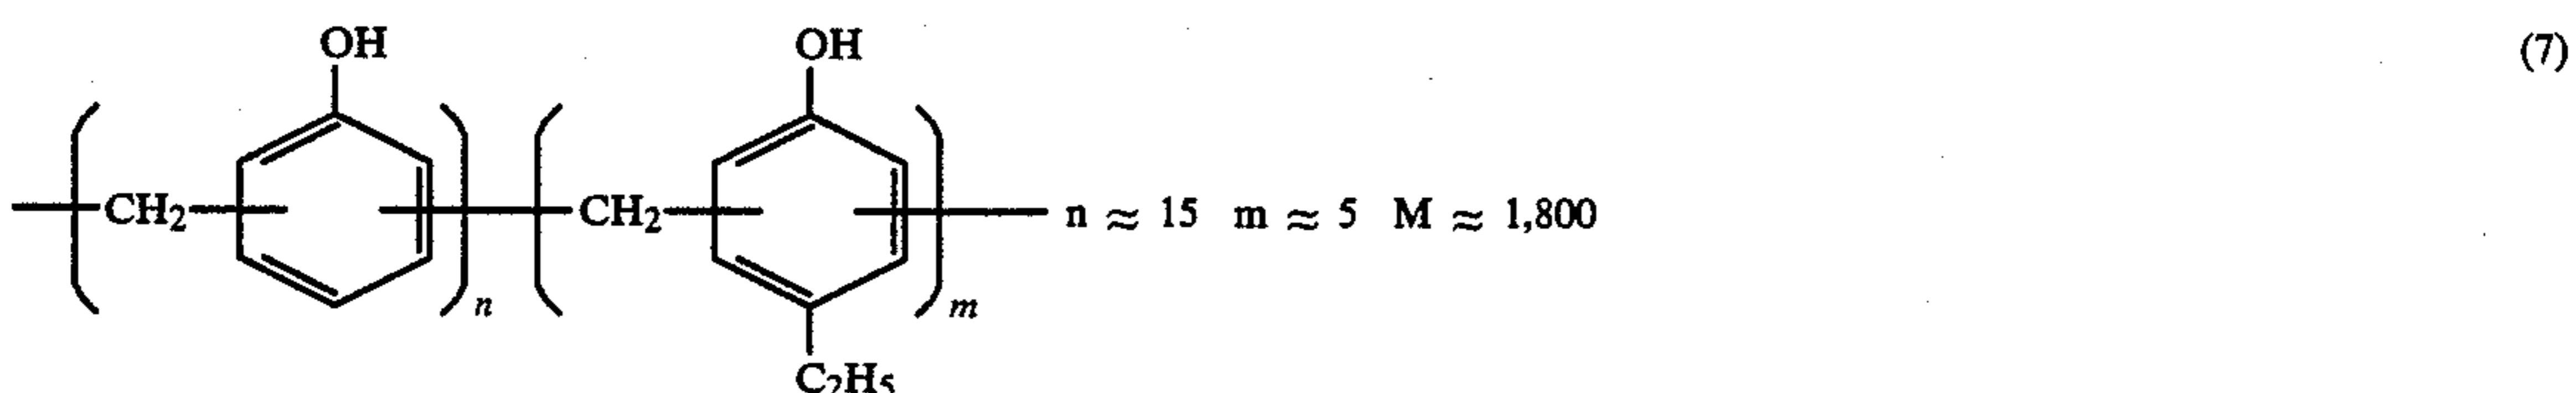 OH OH (7)
CH2 CH2 n ≈ 15 m ≈ 5 M ≈ 1,800
n m
C2H5